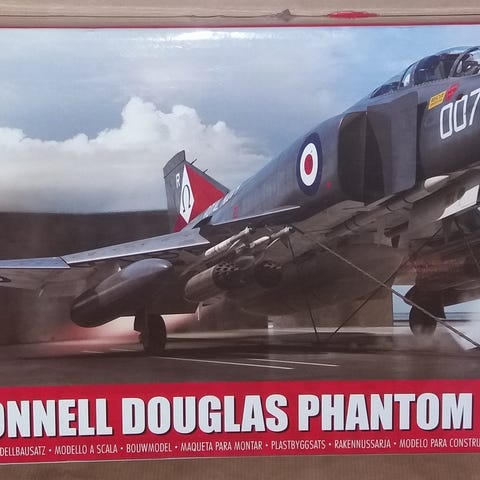 007
R
Ω
ONNELL DOUGLAS PHANTOM
DELLBAUSATZ • MODELLO A SCALA • BOUWMODEL • MAQUETA PARA MONTAR • PLASTBYGGSATS • RAKENNUSSARJA • MODELO PARA CONSTRU